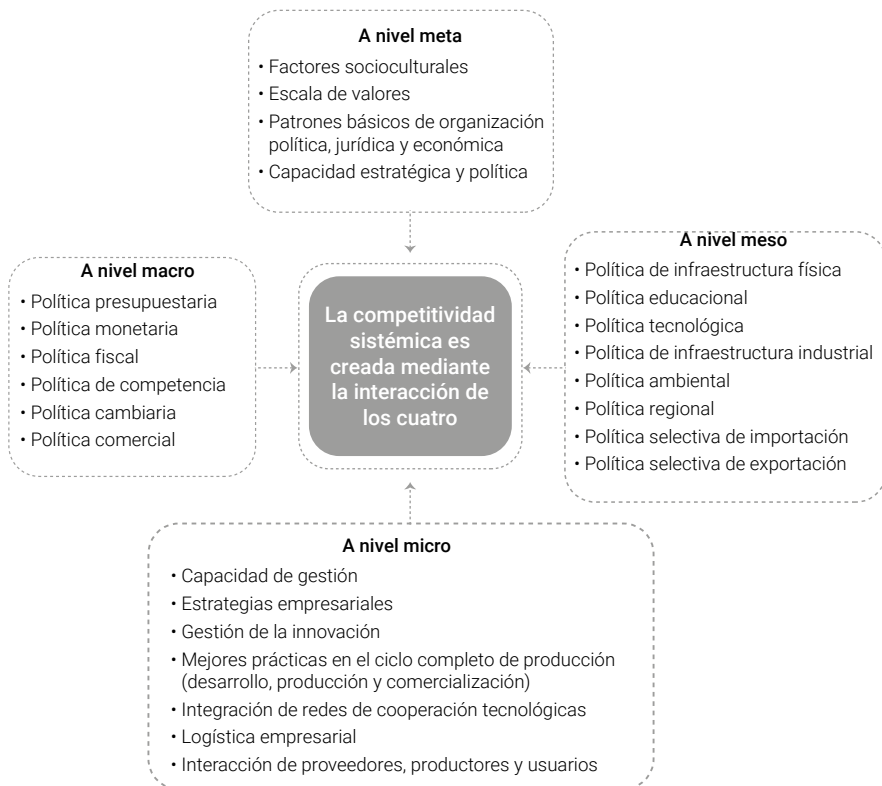 A nivel meta
• Factores socioculturales
• Escala de valores
• Patrones básicos de organización
política, jurídica y económica
• Capacidad estratégica y política
A nivel macro
• Política presupuestaria
• Política monetaria
• Política fiscal
• Política de competencia
• Política cambiaria
• Política comercial
La competitividad
sistémica es
creada mediante
la interacción de
los cuatro
A nivel meso
• Política de infraestructura física
• Política educacional
• Política tecnológica
• Política de infraestructura industrial
• Política ambiental
• Política regional
• Política selectiva de importación
• Política selectiva de exportación
A nivel micro
• Capacidad de gestión
• Estrategias empresariales
• Gestión de la innovación
• Mejores prácticas en el ciclo completo de producción
(desarrollo, producción y comercialización)
• Integración de redes de cooperación tecnológicas
• Logística empresarial
• Interacción de proveedores, productores y usuarios